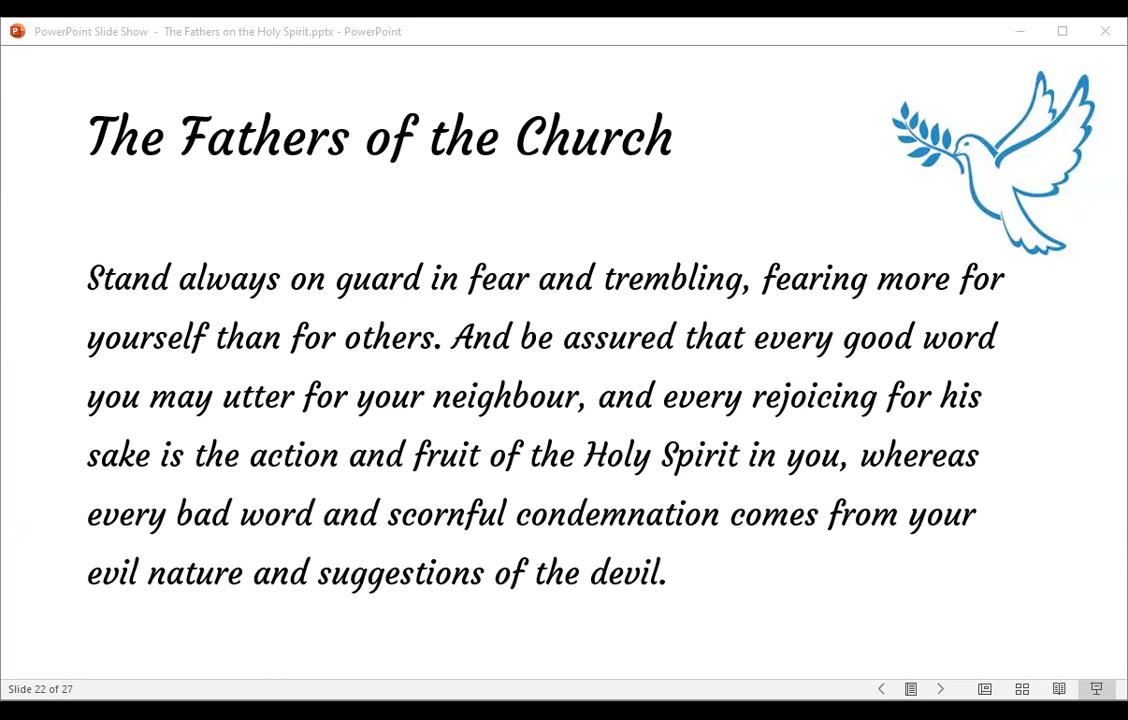 PowerPoint Slide Show - The Fathers on the Holy Spirit.pptx - PowerPoint
The Fathers of the Church
Stand always on guard in fear and trembling, fearing more for
yourself than for others. And be assured that every good word
you may utter for your neighbour, and every rejoicing for his
sake is the action and fruit of the Holy Spirit in you, whereas
every bad word and scornful condemnation comes from your
evil nature and suggestions of the devil.
Slide 22 of 27